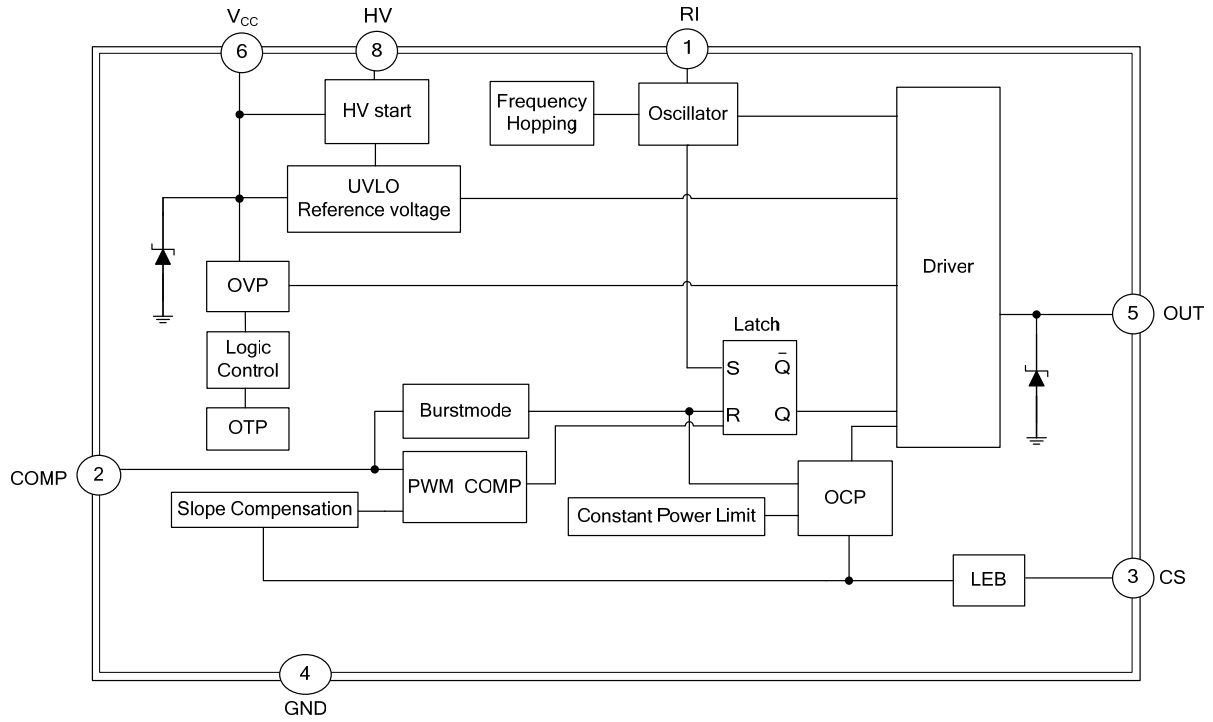 VCC
HV
RI
6
8
1
HV start
Frequency
Hopping
Oscillator
UVLO
Reference voltage
Driver
OVP
5
OUT
Latch
Logic
Control
S
Q̅
Burstmode
R
Q
OTP
COMP
2
PWM COMP
OCP
Slope Compensation
Constant Power Limit
LEB
3
CS
4
GND